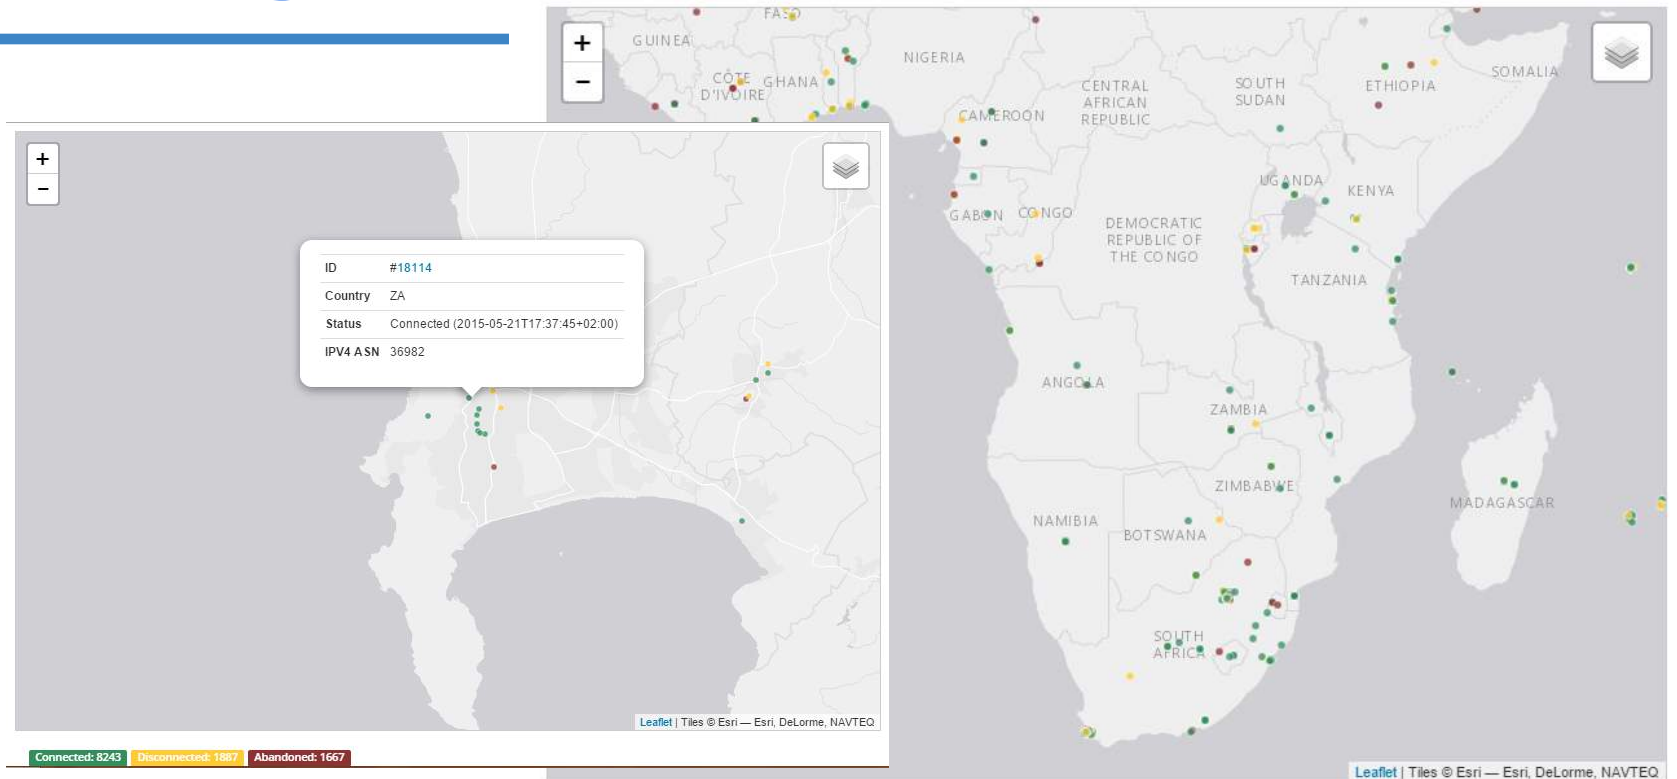 FASO
GUINEA
NIGERIA
CÔTE
D'IVOIRE
GHANA
CENTRAL
AFRICAN
REPUBLIC
SOUTH
SUDAN
ETHIOPIA
SOMALIA
CAMEROON
UGANDA
KENYA
GABON
CONGO
DEMOCRATIC
REPUBLIC OF
THE CONGO
TANZANIA
ANGOLA
ZAMBIA
ZIMBABWE
MADAGASCAR
NAMIBIA
BOTSWANA
SOUTH
AFRICA
+
−
+
−
ID #18114
Country ZA
Status Connected (2015-05-21T17:37:45+02:00)
IPV4 ASN 36982
Leaflet | Tiles © Esri — Esri, DeLorme, NAVTEQ
Connected: 8243 Disconnected: 1887 Abandoned: 1667
Leaflet | Tiles © Esri — Esri, DeLorme, NAVTEQ